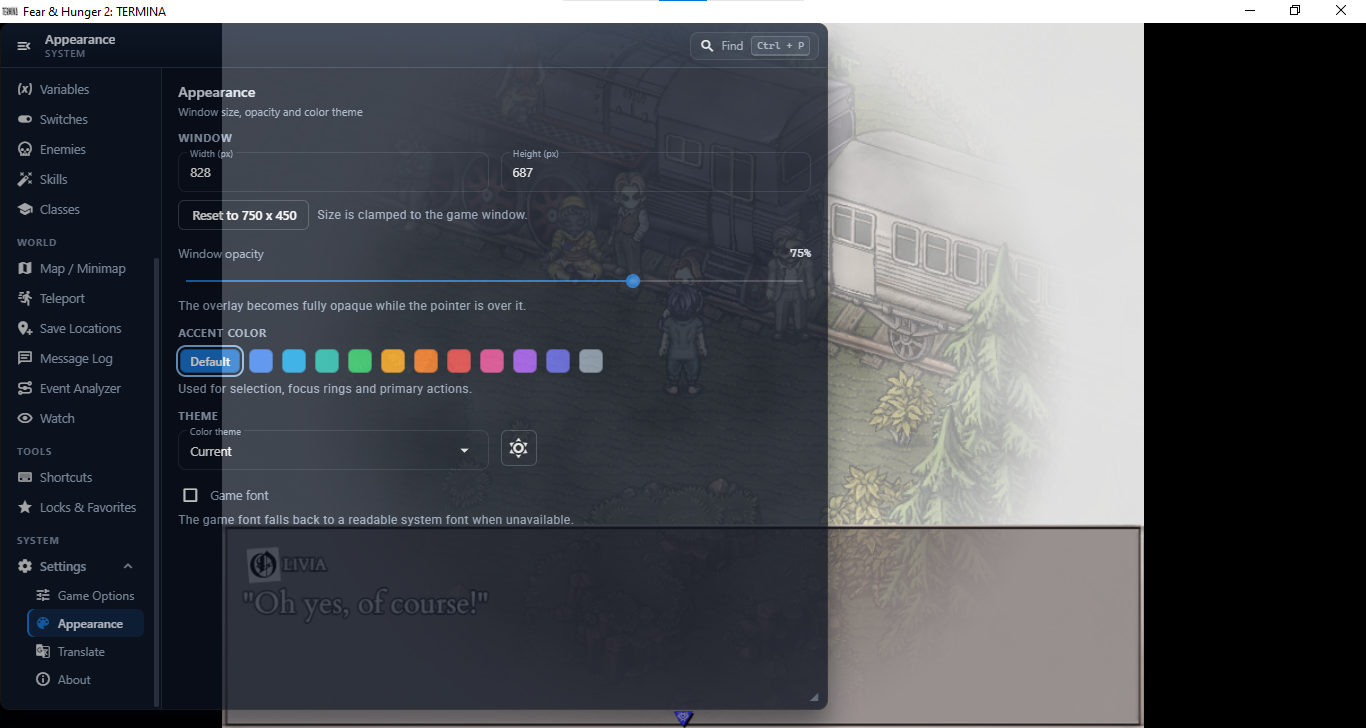 Fear & Hunger 2: TERMINA
Appearance
SYSTEM
Find Ctrl + P
(x) Variables
Switches
Enemies
Skills
Classes
WORLD
Map / Minimap
Teleport
Save Locations
Message Log
Event Analyzer
Watch
TOOLS
Shortcuts
Locks & Favorites
SYSTEM
Settings
Game Options
Appearance
Translate
About
Appearance
Window size, opacity and color theme
WINDOW
Width (px)
828
Height (px)
687
Reset to 750 x 450
Size is clamped to the game window.
Window opacity
75%
The overlay becomes fully opaque while the pointer is over it.
ACCENT COLOR
Default
Used for selection, focus rings and primary actions.
THEME
Color theme
Current
Game font
The game font falls back to a readable system font when unavailable.
OLIVIA
"Oh yes, of course!"